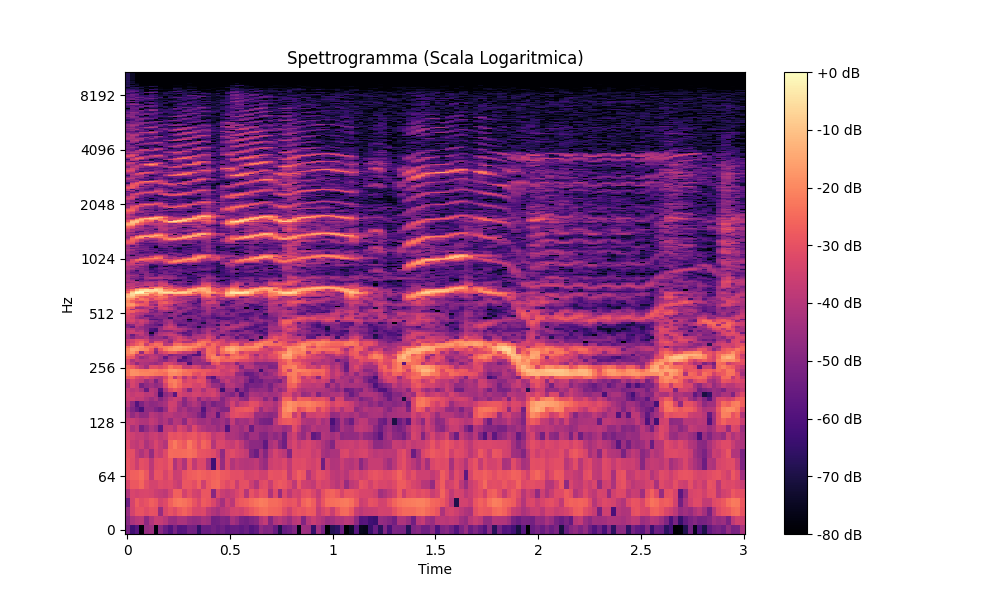 Spettrogramma (Scala Logaritmica)
Hz
8192
4096
2048
1024
512
256
128
64
0
0
0.5
1
1.5
2
2.5
3
Time
+0 dB
-10 dB
-20 dB
-30 dB
-40 dB
-50 dB
-60 dB
-70 dB
-80 dB